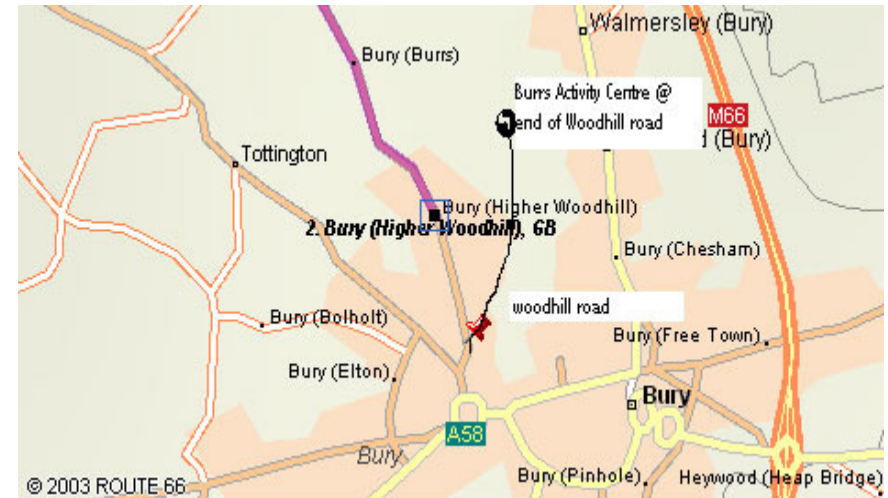 Walmersley (Bury)
Bury (Burrs)
Burrs Activity Centre @
end of Woodhill road
M66
(Bury)
Tottington
Bury (Higher Woodhill)
2. Bury (Higher Woodhill), GB
Bury (Chesham)
woodhill road
Bury (Bolholt)
Bury (Free Town)
Bury (Elton)
Bury
A58
Bury
Bury (Pinhole)
Heywood (Heap Bridge)
© 2003 ROUTE 66